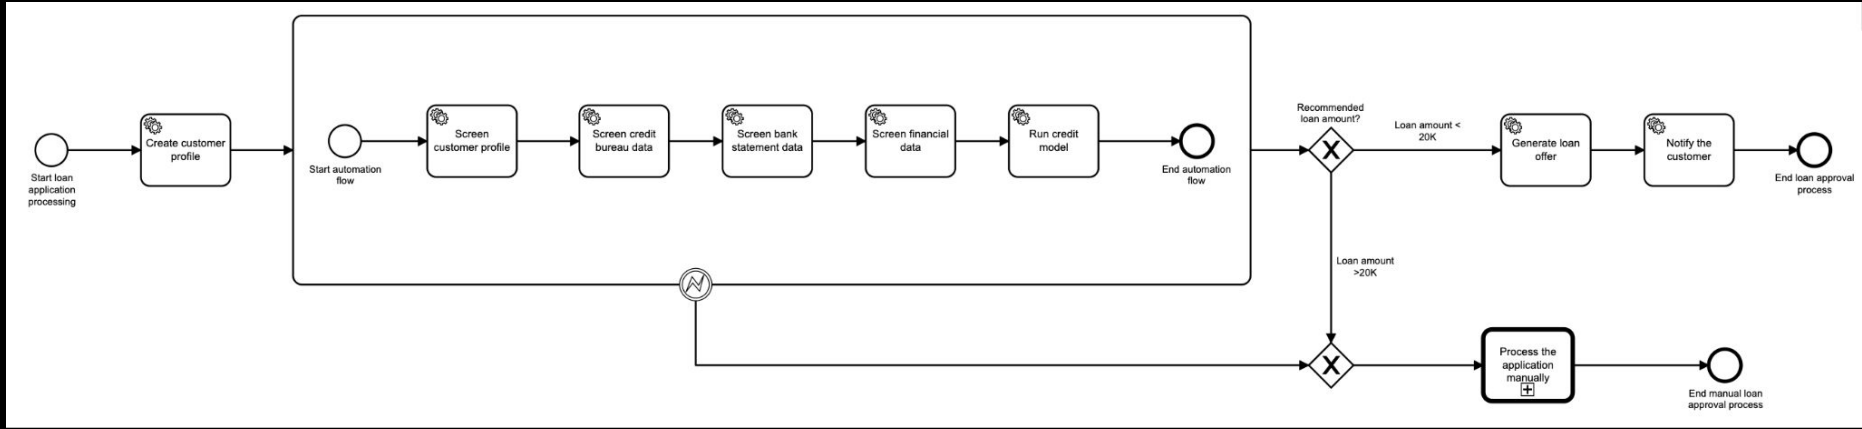 Start loan
application
processing
Create customer
profile
Start automation
flow
Screen
customer profile
Screen credit
bureau data
Screen bank
statement data
Screen financial
data
Run credit
model
End automation
flow
Recommended
loan amount?
X
Loan amount <
20K
Generate loan
offer
Notify the
customer
End loan approval
process
Loan amount
>20K
X
Process the
application
manually
End manual loan
approval process